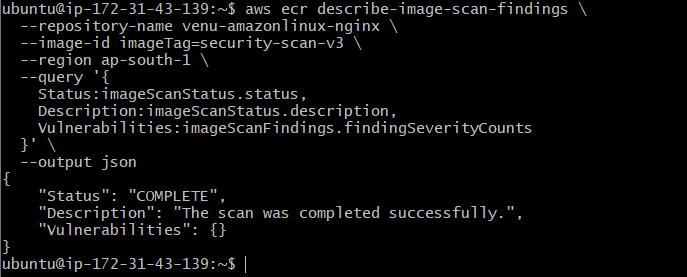 ubuntu@ip-172-31-43-139:~$ aws ecr describe-image-scan-findings \
  --repository-name venu-amazonlinux-nginx \
  --image-id imageTag=security-scan-v3 \
  --region ap-south-1 \
  --query '{
    Status:imageScanStatus.status,
    Description:imageScanStatus.description,
    Vulnerabilities:imageScanFindings.findingSeverityCounts
  }' \
  --output json
{
    "Status": "COMPLETE",
    "Description": "The scan was completed successfully.",
    "Vulnerabilities": {}
}
ubuntu@ip-172-31-43-139:~$